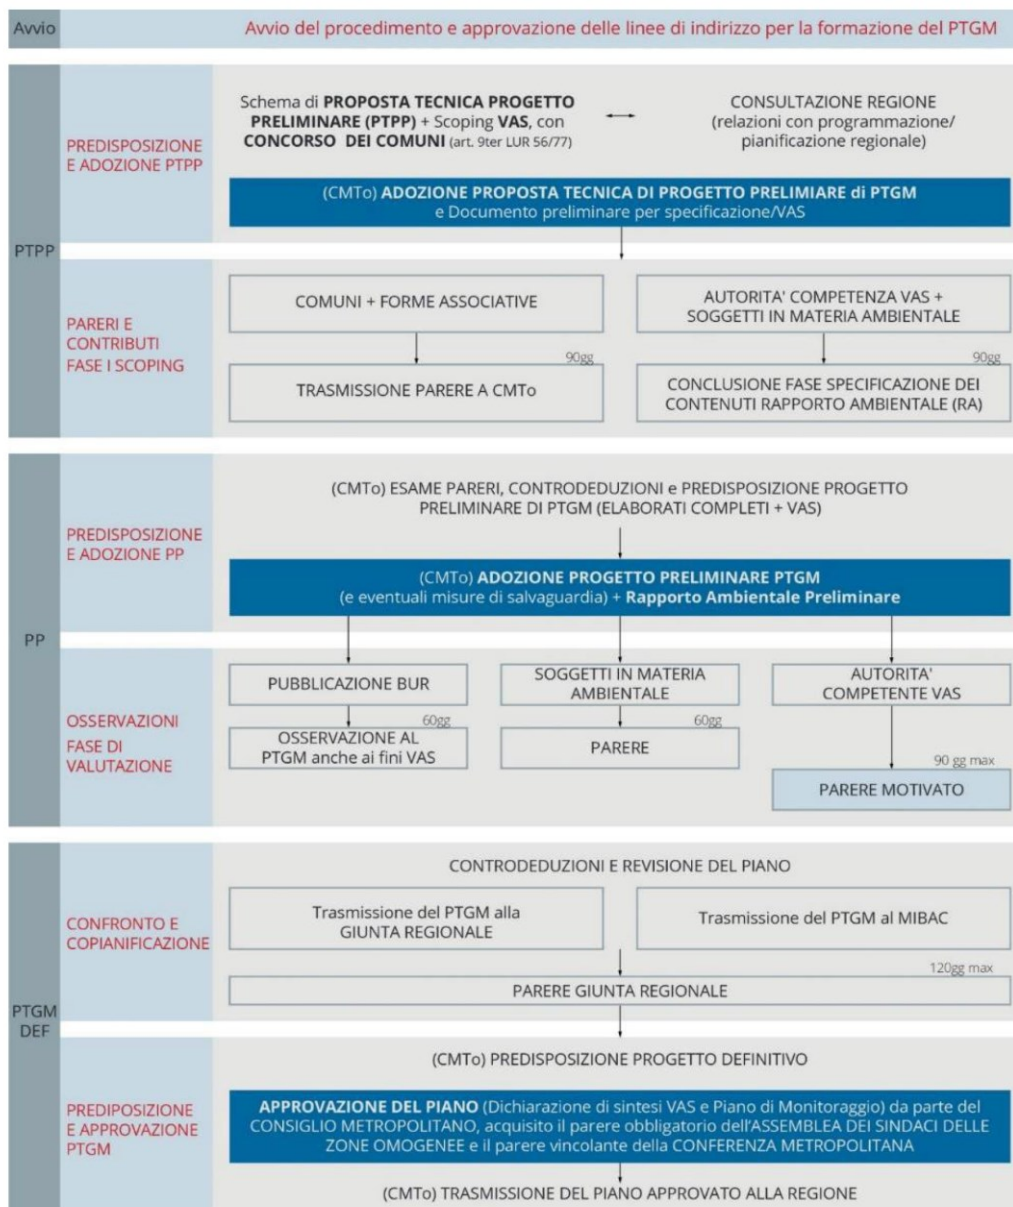 Avvio
Avvio del procedimento e approvazione delle linee di indirizzo per la formazione del PTGM
PTPP
PREDISPOSIZIONE
E ADOZIONE PTPP
Schema di PROPOSTA TECNICA PROGETTO
PRELIMINARE (PTPP) + Scoping VAS, con
CONCORSO DEI COMUNI (art. 9ter LUR 56/77)
CONSULTAZIONE REGIONE
(relazioni con programmazione/
pianificazione regionale)
(CMTo) ADOZIONE PROPOSTA TECNICA DI PROGETTO PRELIMIARE di PTGM
e Documento preliminare per specificazione/VAS
PARERI E
CONTRIBUTI
FASE I SCOPING
COMUNI + FORME ASSOCIATIVE
AUTORITA' COMPETENZA VAS +
SOGGETTI IN MATERIA AMBIENTALE
90gg
90gg
TRASMISSIONE PARERE A CMTo
CONCLUSIONE FASE SPECIFICAZIONE DEI
CONTENUTI RAPPORTO AMBIENTALE (RA)
PP
PREDISPOSIZIONE
E ADOZIONE PP
(CMTo) ESAME PARERI, CONTRODEDUZIONI e PREDISPOSIZIONE PROGETTO
PRELIMINARE DI PTGM (ELABORATI COMPLETI + VAS)
(CMTo) ADOZIONE PROGETTO PRELIMINARE PTGM
(e eventuali misure di salvaguardia) + Rapporto Ambientale Preliminare
OSSERVAZIONI
FASE DI
VALUTAZIONE
PUBBLICAZIONE BUR
SOGGETTI IN MATERIA
AMBIENTALE
AUTORITA'
COMPETENTE VAS
60gg
60gg
OSSERVAZIONE AL
PTGM anche ai fini VAS
PARERE
90 gg max
PARERE MOTIVATO
PTGM
DEF
CONFRONTO E
COPIANIFICAZIONE
CONTRODEDUZIONI E REVISIONE DEL PIANO
Trasmissione del PTGM alla
GIUNTA REGIONALE
Trasmissione del PTGM al MIBAC
120gg max
PARERE GIUNTA REGIONALE
PREDIPOSIZIONE
E APPROVAZIONE
PTGM
(CMTo) PREDISPOSIZIONE PROGETTO DEFINITIVO
APPROVAZIONE DEL PIANO (Dichiarazione di sintesi VAS e Piano di Monitoraggio) da parte del
CONSIGLIO METROPOLITANO, acquisito il parere obbligatorio dell'ASSEMBLEA DEI SINDACI DELLE
ZONE OMOGENEE e il parere vincolante della CONFERENZA METROPOLITANA
(CMTo) TRASMISSIONE DEL PIANO APPROVATO ALLA REGIONE